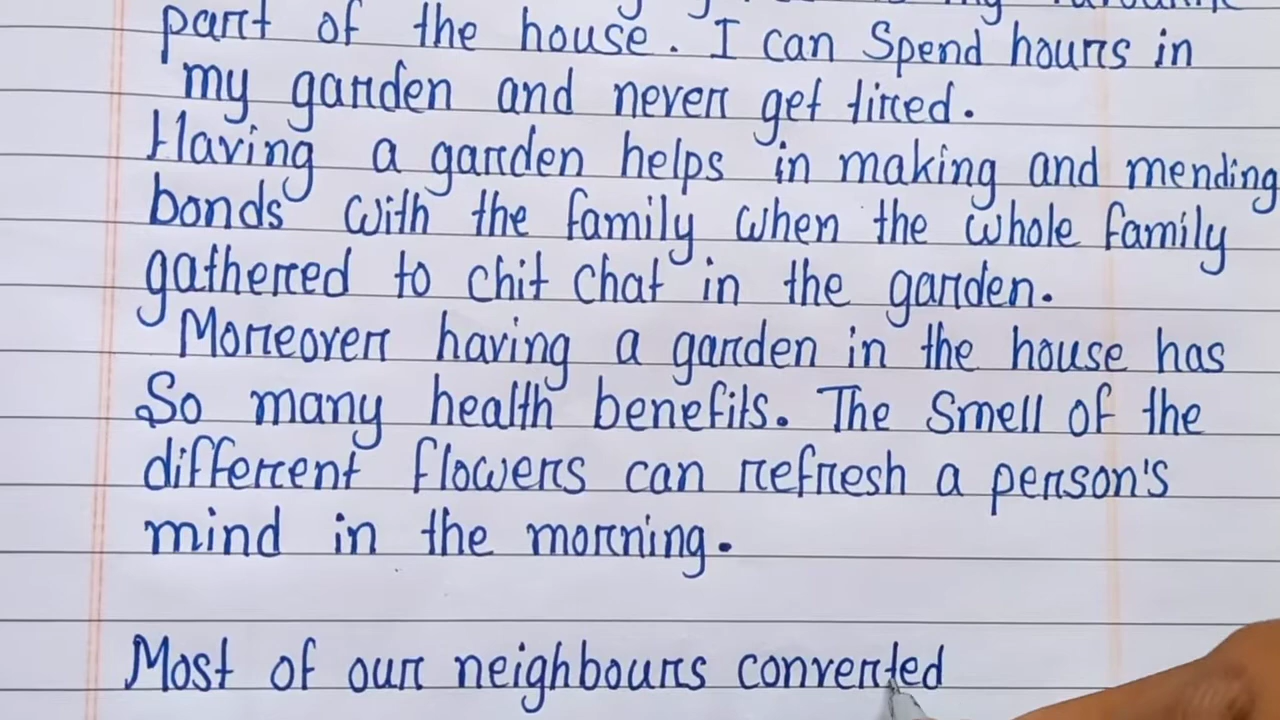 part of the house. I can Spend hours in
my garden and never get tired.
Having a garden helps in making and mending
bonds with the family when the whole family
gathered to chit chat in the garden.
Moreover having a garden in the house has
So many health benefits. The Smell of the
different flowers can refresh a person's
mind in the morning.
Most of our neighbours converted